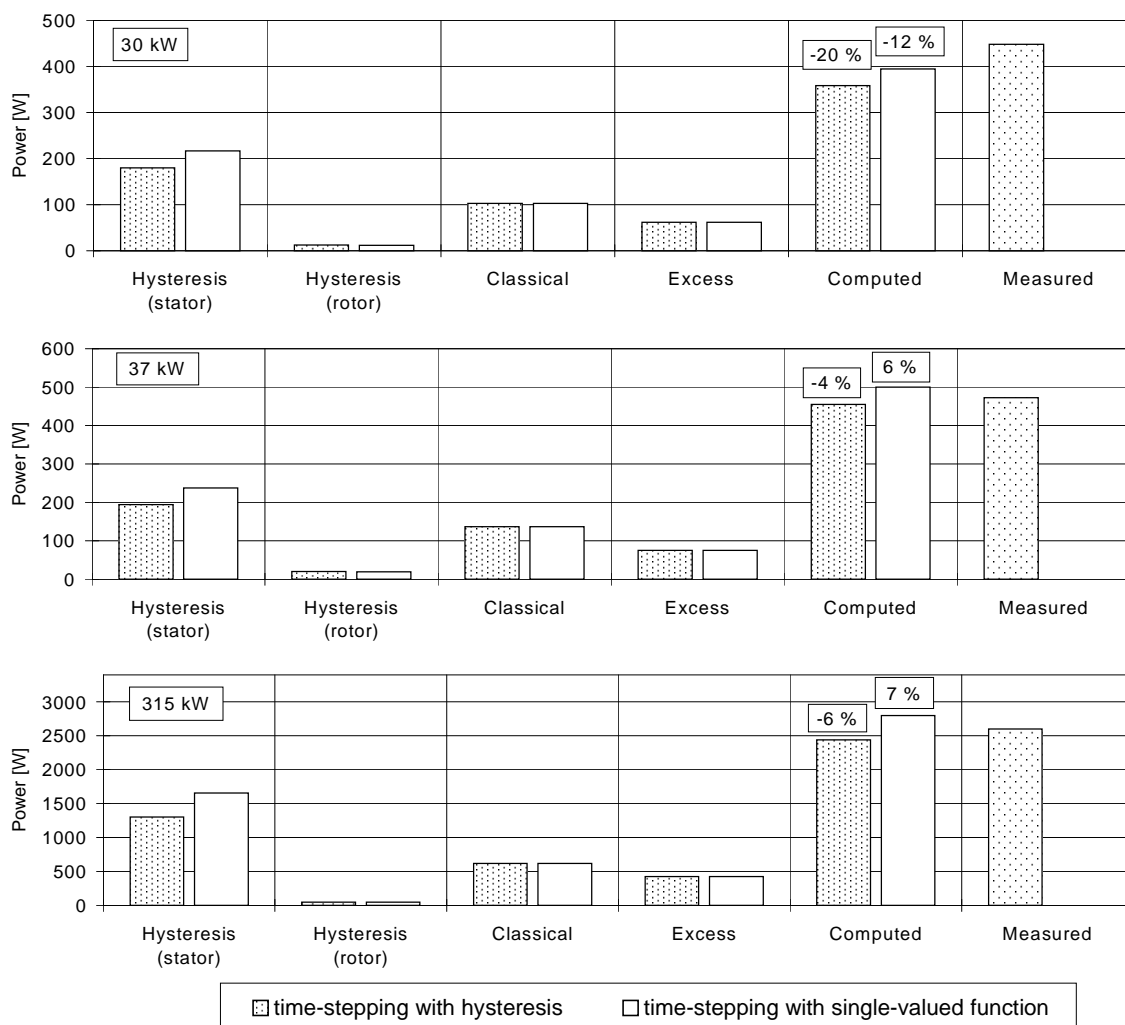 500
400
300
200
100
0
Power [W]
30 kW
-20 %
-12 %
Hysteresis
(stator)
Hysteresis
(rotor)
Classical
Excess
Computed
Measured
600
500
400
300
200
100
0
Power [W]
37 kW
-4 %
6 %
Hysteresis
(stator)
Hysteresis
(rotor)
Classical
Excess
Computed
Measured
3000
2500
2000
1500
1000
500
0
Power [W]
315 kW
-6 %
7 %
Hysteresis
(stator)
Hysteresis
(rotor)
Classical
Excess
Computed
Measured
time-stepping with hysteresis
time-stepping with single-valued function